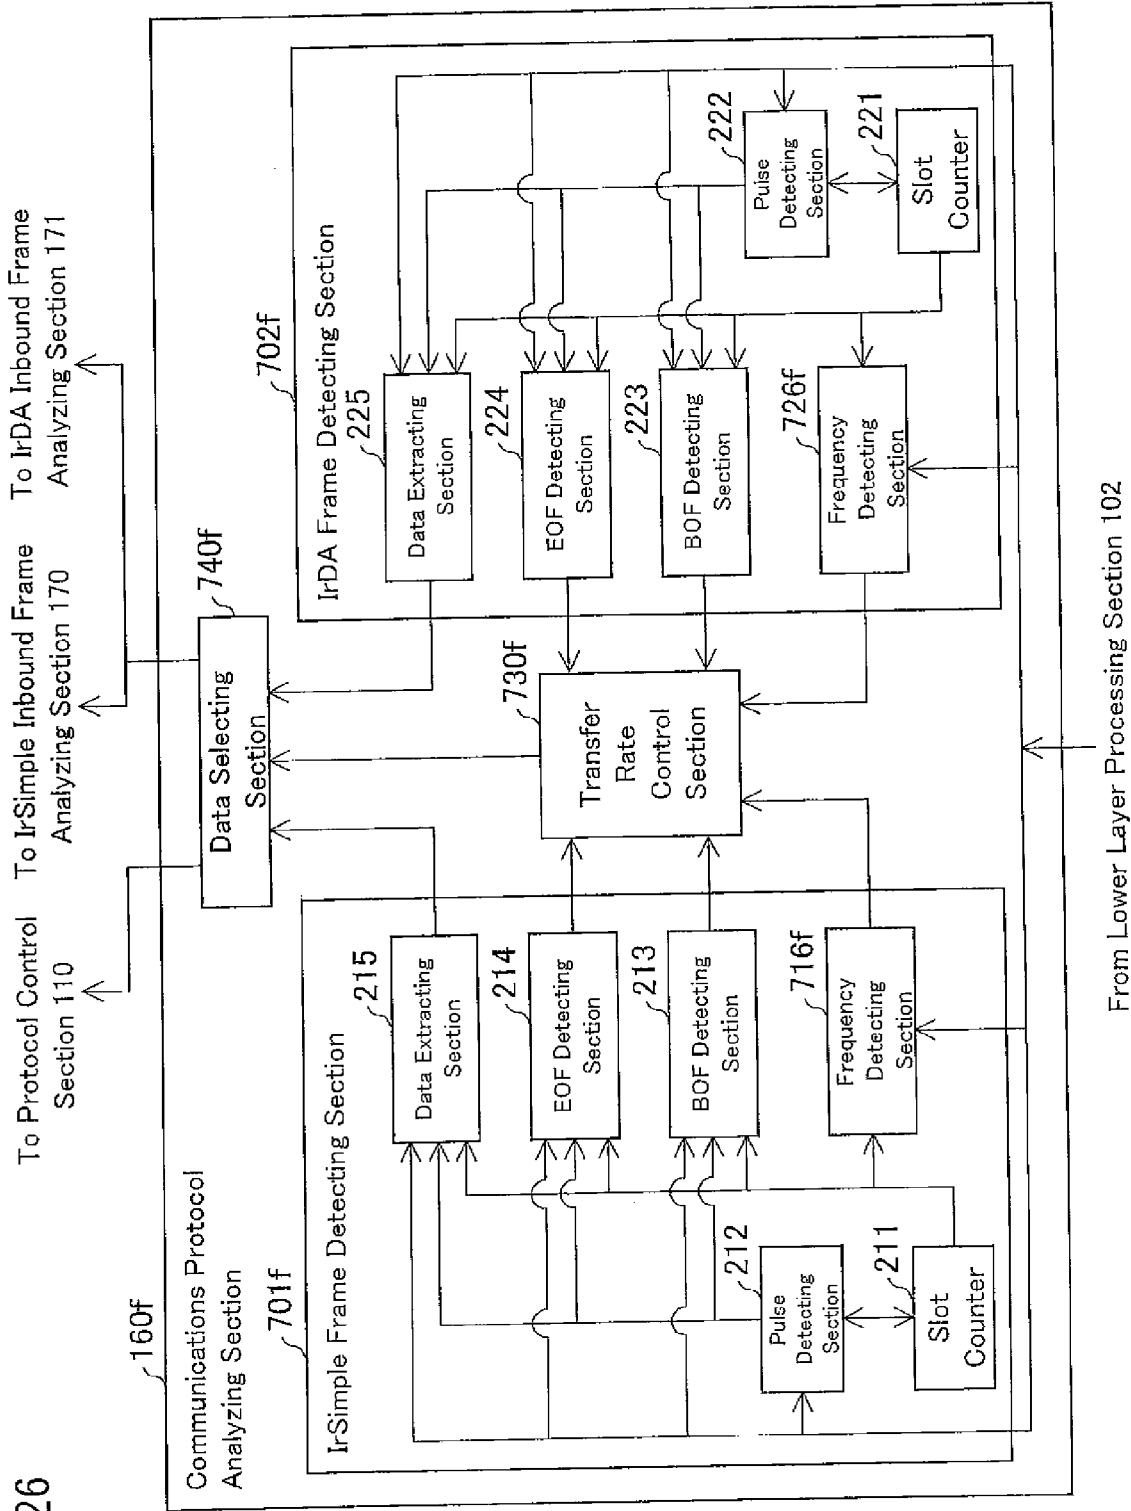 26
To Protocol Control
Section 110
To IrSimple Inbound Frame
Analyzing Section 170
To IrDA Inbound Frame
Analyzing Section 171
160f
Communications Protocol
Analyzing Section
740f
Data Selecting
Section
701f
IrSimple Frame Detecting Section
215
Data Extracting
Section
214
EOF Detecting
Section
213
BOF Detecting
Section
716f
Frequency
Detecting
Section
212
Pulse
Detecting
Section
211
Slot
Counter
730f
Transfer
Rate
Control
Section
702f
IrDA Frame Detecting Section
225
Data Extracting
Section
224
EOF Detecting
Section
223
BOF Detecting
Section
726f
Frequency
Detecting
Section
222
Pulse
Detecting
Section
221
Slot
Counter
From Lower Layer Processing Section 102